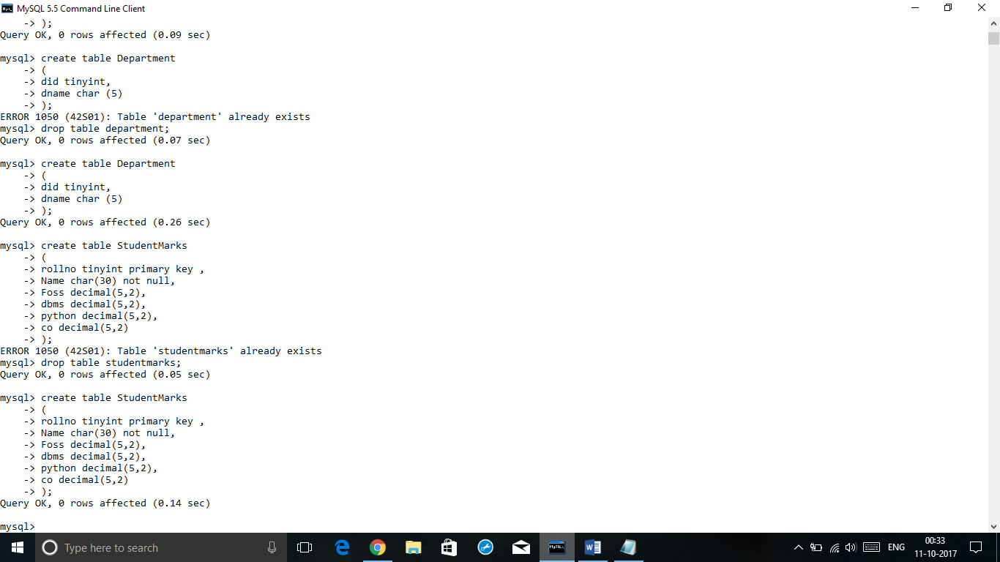 MySQL 5.5 Command Line Client
    -> );
Query OK, 0 rows affected (0.09 sec)

mysql> create table Department
    -> (
    -> did tinyint,
    -> dname char (5)
    -> );
ERROR 1050 (42S01): Table 'department' already exists
mysql> drop table department;
Query OK, 0 rows affected (0.07 sec)

mysql> create table Department
    -> (
    -> did tinyint,
    -> dname char (5)
    -> );
Query OK, 0 rows affected (0.26 sec)

mysql> create table StudentMarks
    -> (
    -> rollno tinyint primary key ,
    -> Name char(30) not null,
    -> Foss decimal(5,2),
    -> dbms decimal(5,2),
    -> python decimal(5,2),
    -> co decimal(5,2)
    -> );
ERROR 1050 (42S01): Table 'studentmarks' already exists
mysql> drop table studentmarks;
Query OK, 0 rows affected (0.05 sec)

mysql> create table StudentMarks
    -> (
    -> rollno tinyint primary key ,
    -> Name char(30) not null,
    -> Foss decimal(5,2),
    -> dbms decimal(5,2),
    -> python decimal(5,2),
    -> co decimal(5,2)
    -> );
Query OK, 0 rows affected (0.14 sec)

mysql>
Type here to search
ENG
00:33
11-10-2017